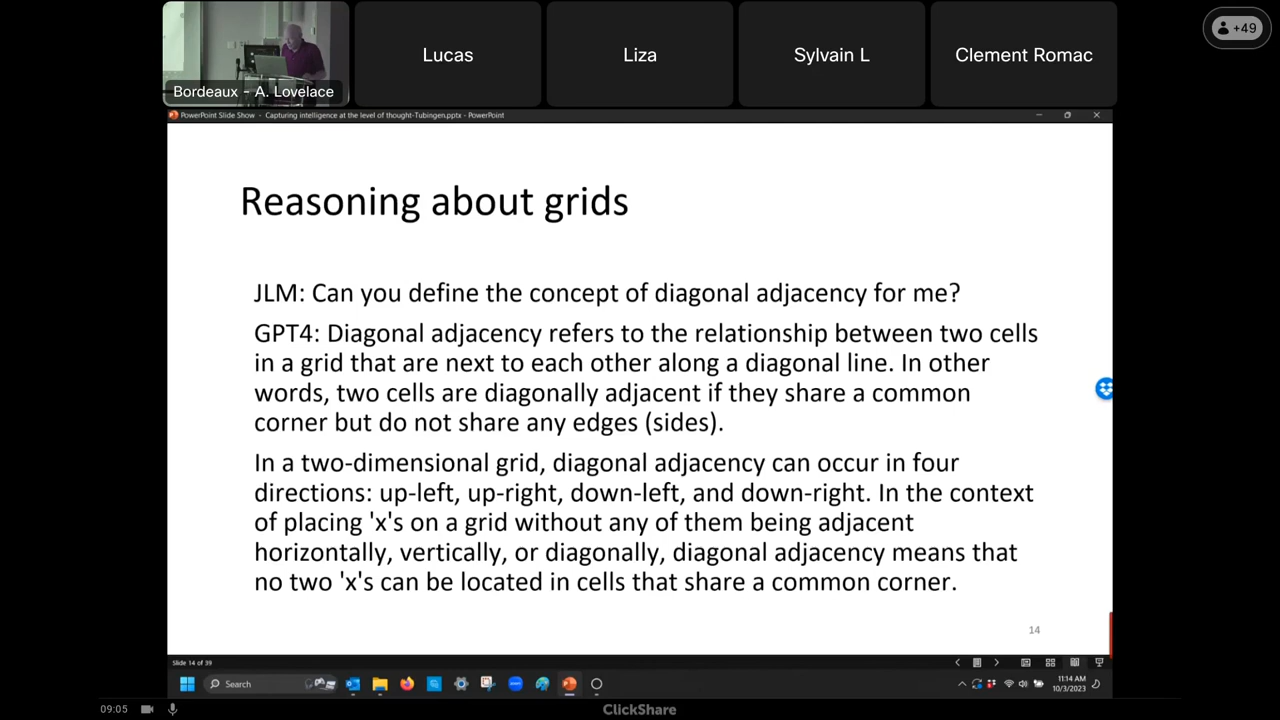 Lucas
Liza
Sylvain L
Clement Romac
+49
Bordeaux - A. Lovelace
PowerPoint Slide Show - Capturing intelligence at the level of thought-Tubingen.pptx - PowerPoint
Reasoning about grids
JLM: Can you define the concept of diagonal adjacency for me?
GPT4: Diagonal adjacency refers to the relationship between two cells
in a grid that are next to each other along a diagonal line. In other
words, two cells are diagonally adjacent if they share a common
corner but do not share any edges (sides).
In a two-dimensional grid, diagonal adjacency can occur in four
directions: up-left, up-right, down-left, and down-right. In the context
of placing 'x's on a grid without any of them being adjacent
horizontally, vertically, or diagonally, diagonal adjacency means that
no two 'x's can be located in cells that share a common corner.
14
Slide 14 of 39
Search
11:14 AM
10/3/2023
09:05
ClickShare